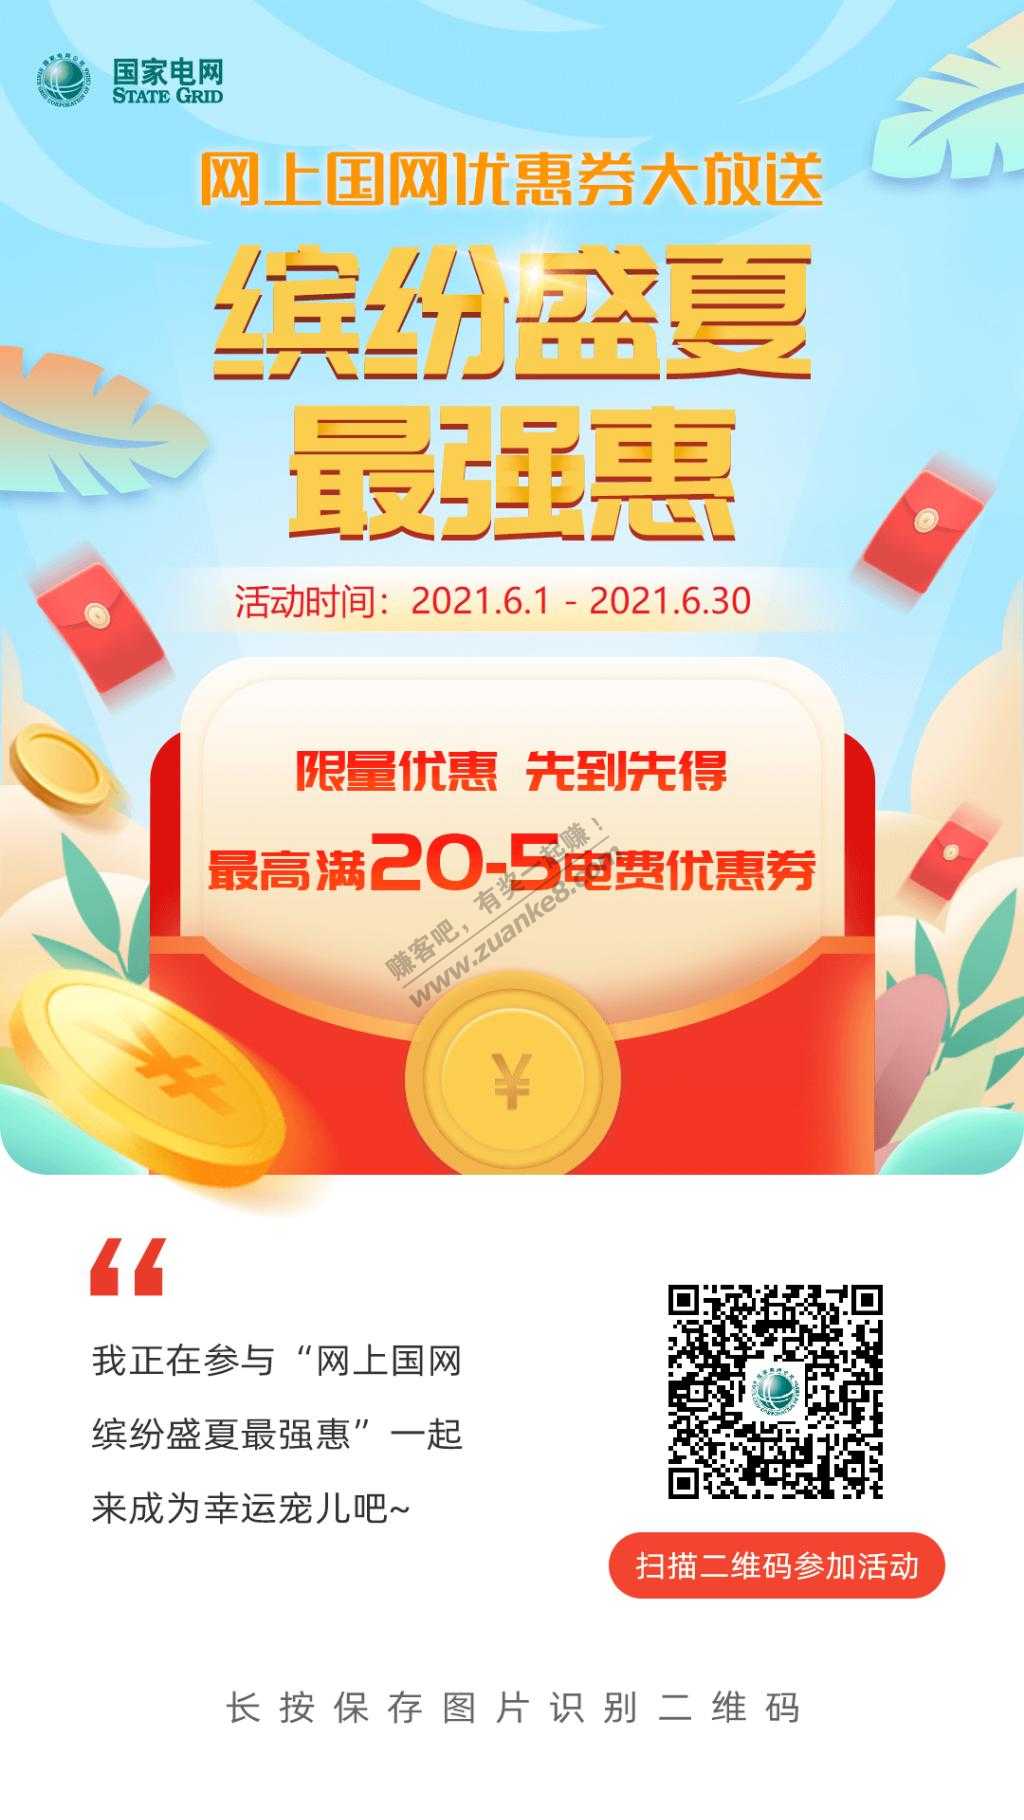 国家电网
STATE GRID
网上国网优惠券大放送
缤纷盛夏
最强惠
活动时间：2021.6.1 - 2021.6.30
限量优惠 先到先得
最高满20-5电费优惠券
赚客吧，有奖一起赚！
www.zuanke8.com
¥
“
我正在参与“网上国网
缤纷盛夏最强惠”一起
来成为幸运宠儿吧~
扫描二维码参加活动
长按保存图片识别二维码